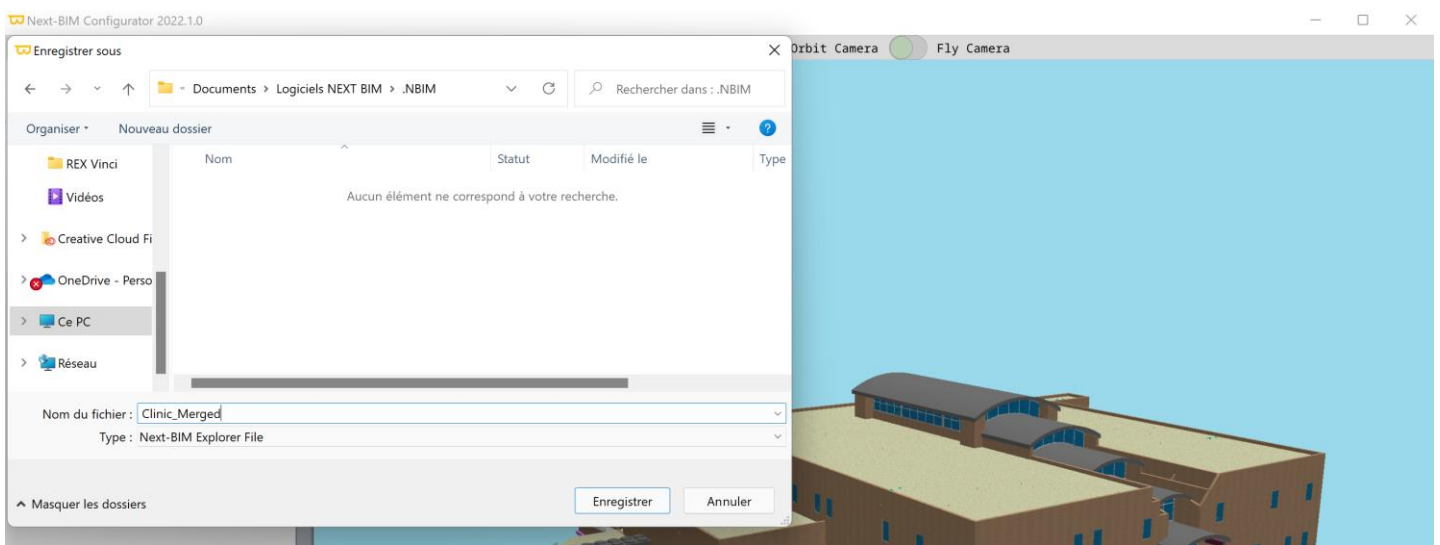 Next-BIM Configurator 2022.1.0
Enregistrer sous
Orbit Camera Fly Camera
Documents > Logiciels NEXT BIM > .NBIM
Rechercher dans : .NBIM
Organiser Nouveau dossier
REX Vinci
Nom Statut Modifié le Type
Vidéos
Aucun élément ne correspond à votre recherche.
Creative Cloud Fi
OneDrive - Perso
Ce PC
Réseau
Nom du fichier : Clinic_Merged
Type : Next-BIM Explorer File
Masquer les dossiers
Enregistrer Annuler